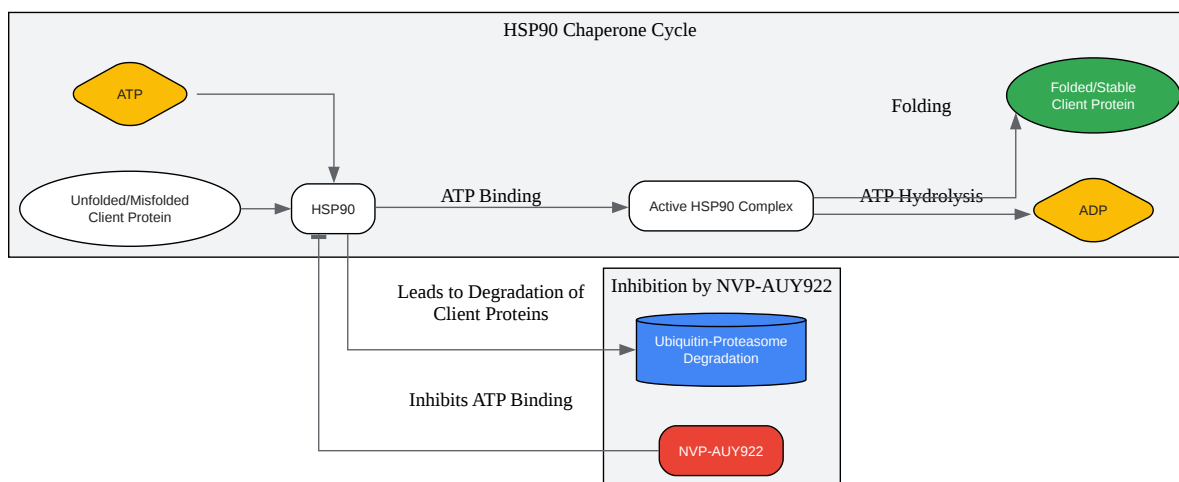 HSP90 Chaperone Cycle
ATP
Folding
Folded/Stable
Client Protein
Unfolded/Misfolded
Client Protein
HSP90
ATP Binding
Active HSP90 Complex
ATP Hydrolysis
ADP
Leads to Degradation of
Client Proteins
Inhibition by NVP-AUY922
Ubiquitin-Proteasome
Degradation
Inhibits ATP Binding
NVP-AUY922